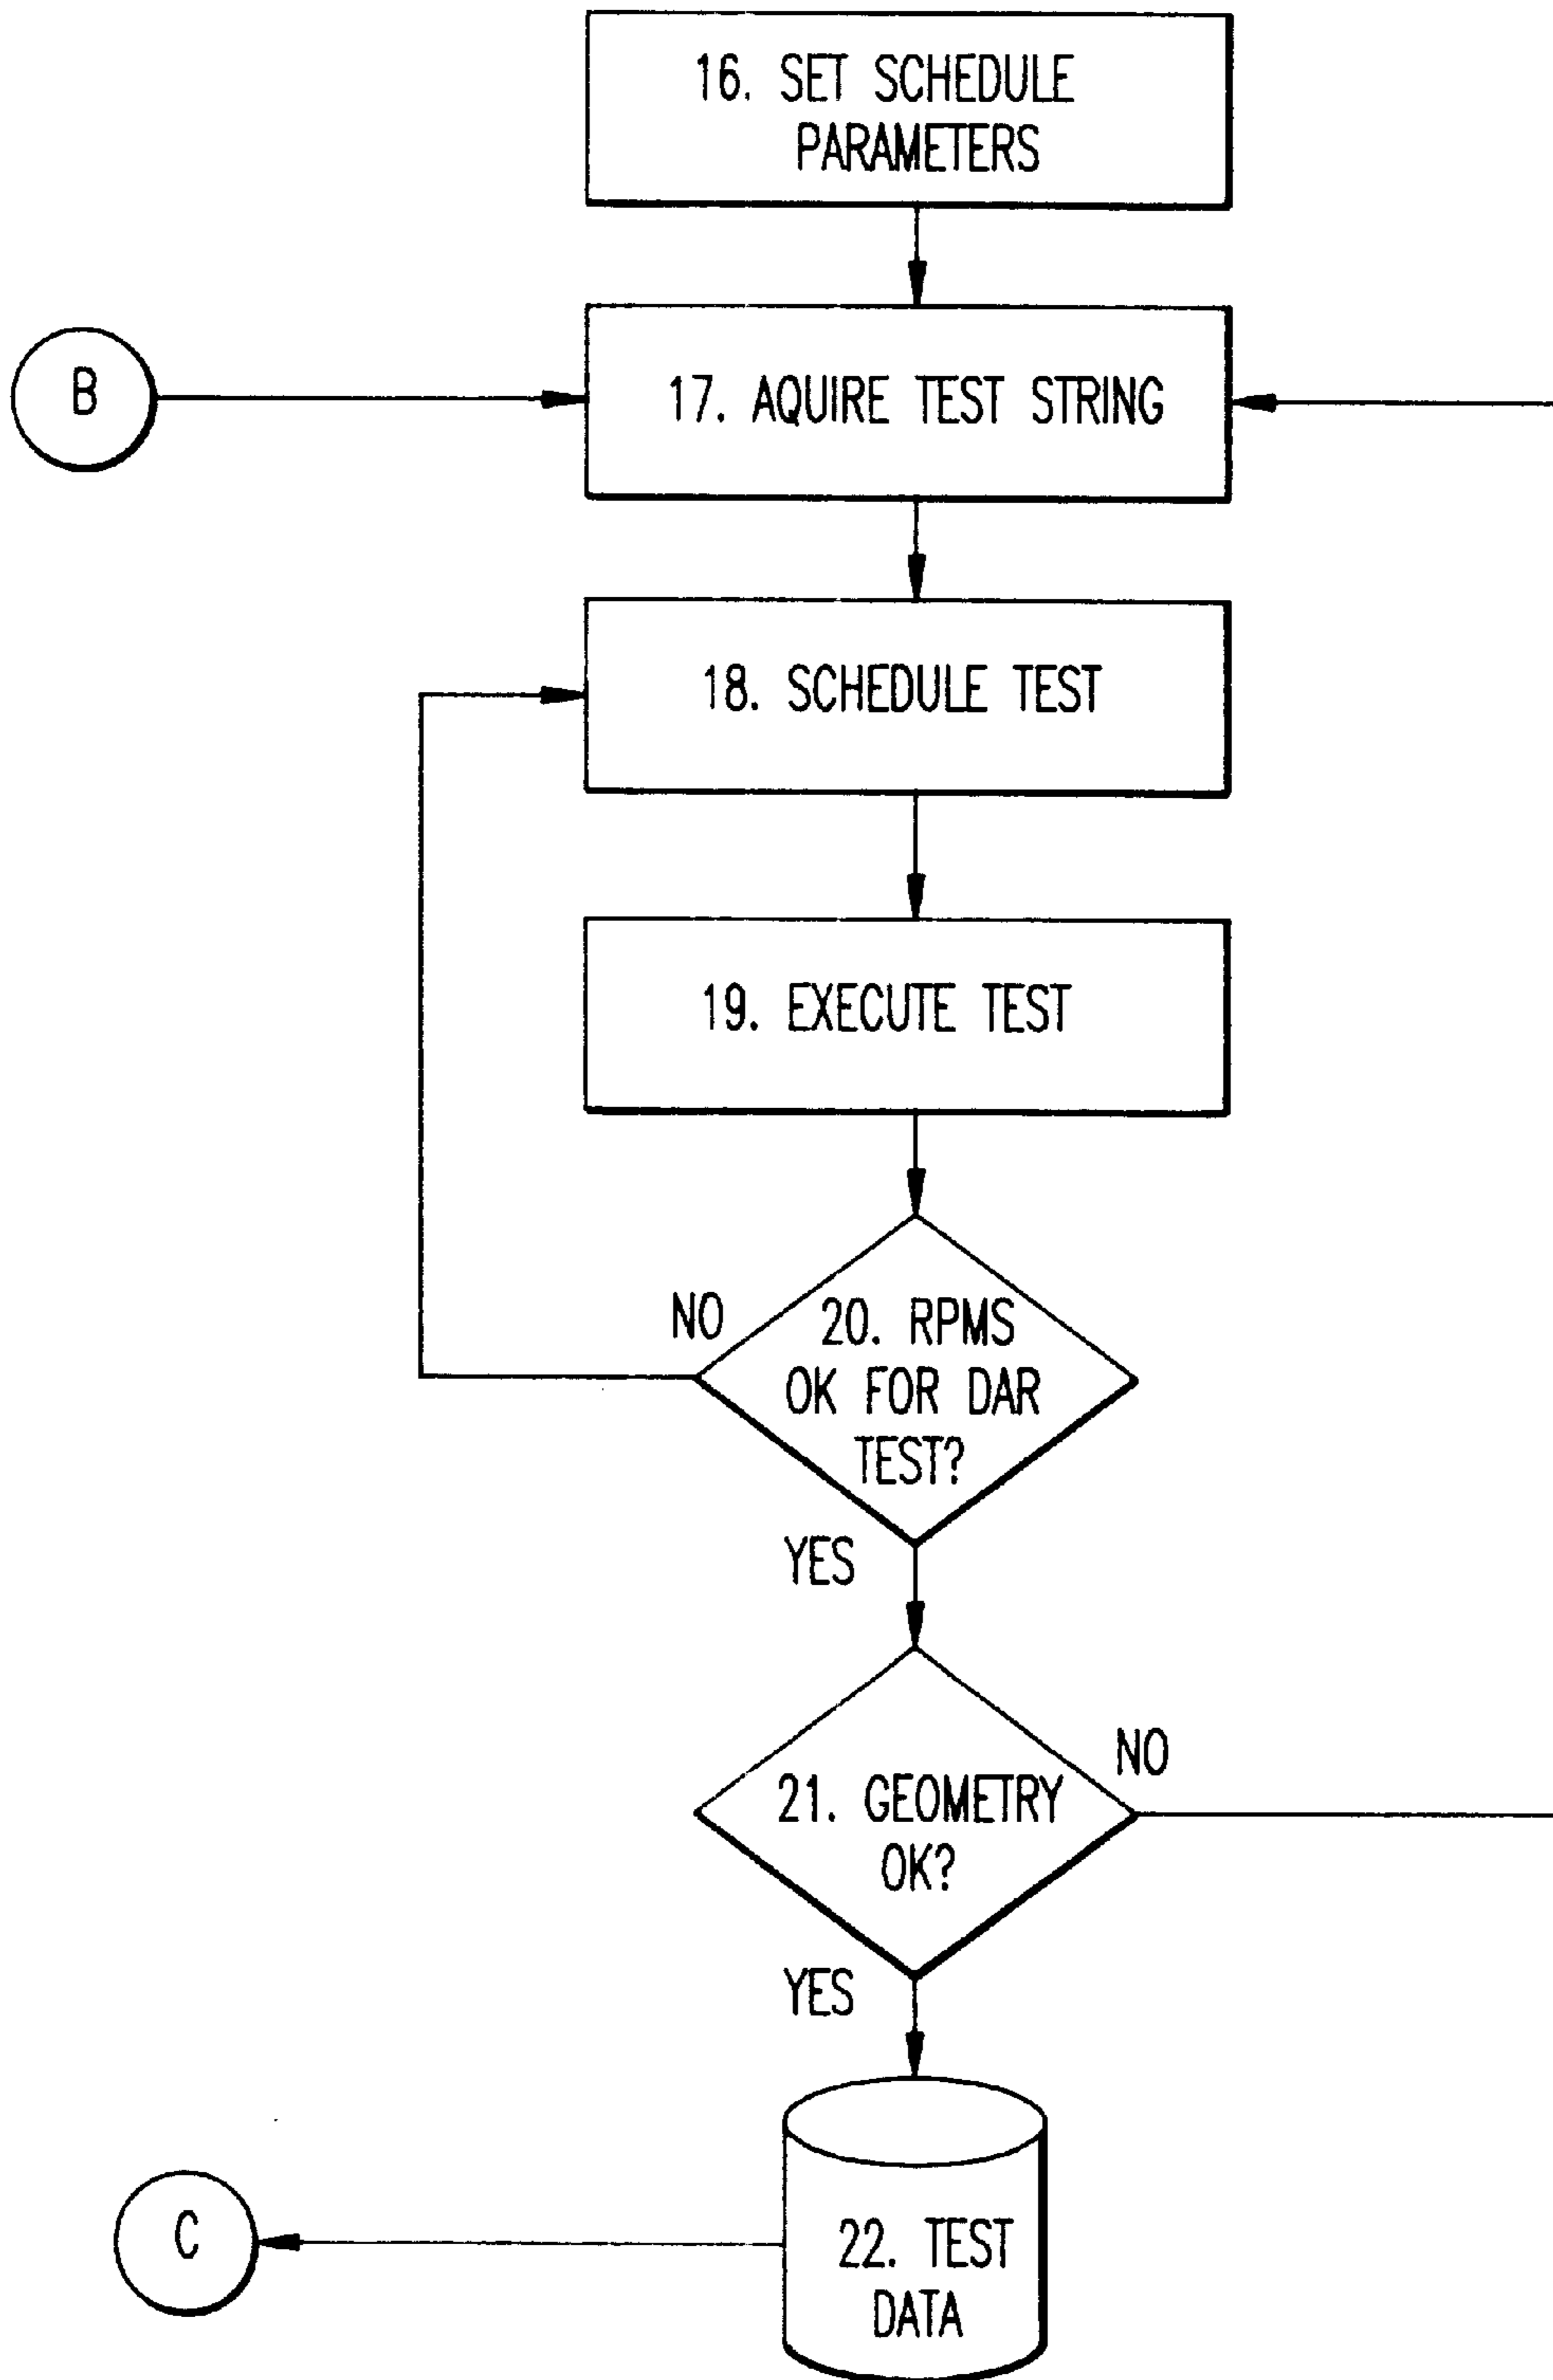 16. SET SCHEDULE
PARAMETERS
B
17. AQUIRE TEST STRING
18. SCHEDULE TEST
19. EXECUTE TEST
NO
20. RPMS
OK FOR DAR
TEST?
YES
NO
21. GEOMETRY
OK?
YES
C
22. TEST
DATA